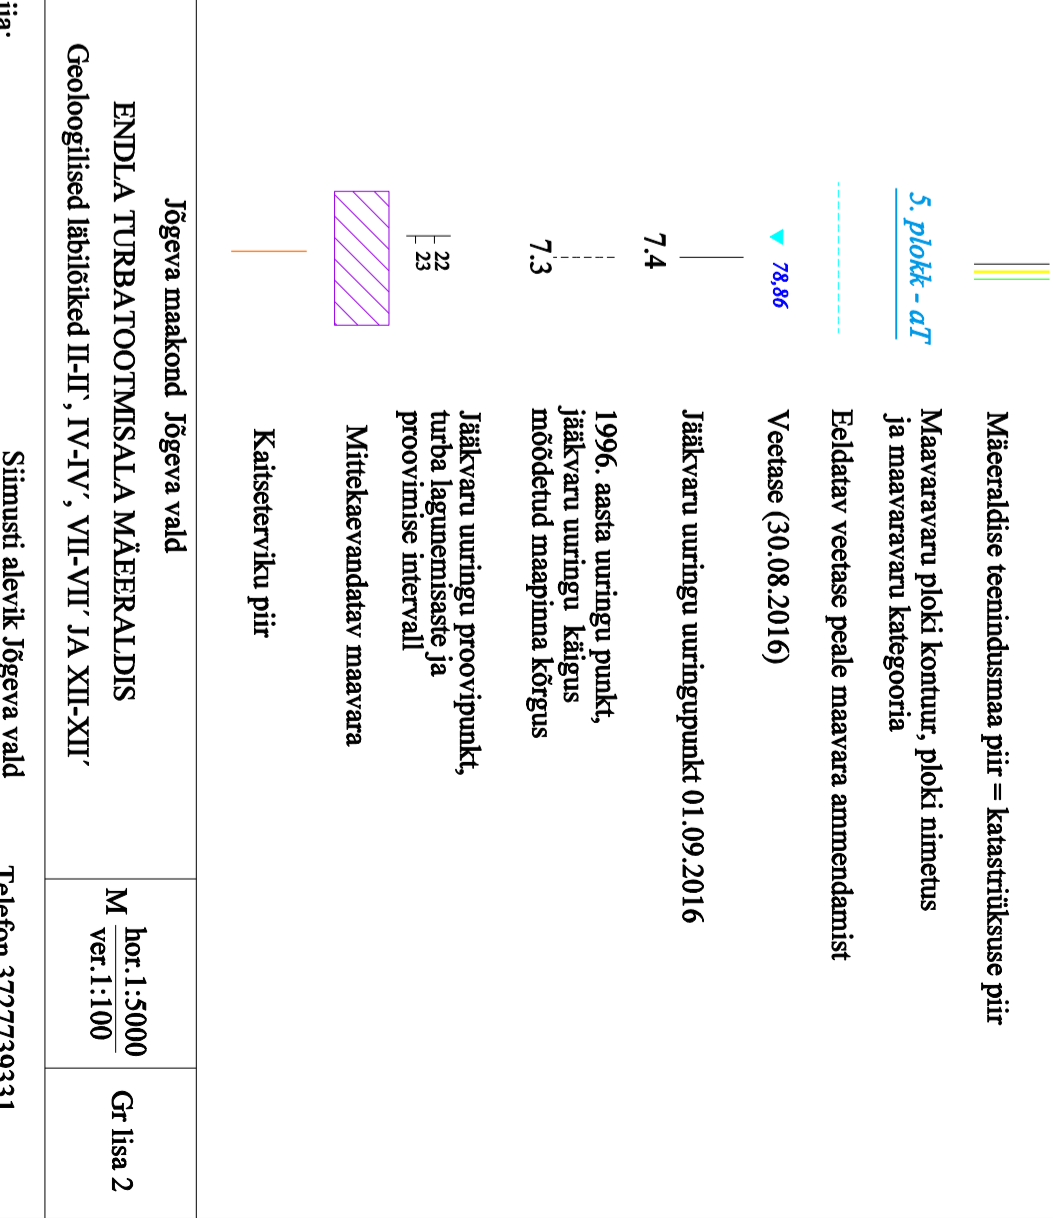 Mäeeraldise teenindusmaa piir = katastriüksuse piir
5. plokk - aT
Maavaravaru ploki kontuur, ploki nimetus
ja maavaravaru kategooria
Eeldatav veetase peale maavara ammendamist
78,86
Veetase (30.08.2016)
7.4
Jääkvaru uuringu uuringupunkt 01.09.2016
7.3
1996. aasta uuringu punkt,
jääkvaru uuringu käigus
mõõdetud maapinna kõrgus
22
23
Jääkvaru uuringu proovipunkt,
turba lagunemisaste ja
proovimise intervall
Mittekaevandatav maavara
Kaitseterviku piir
Jõgeva maakond Jõgeva vald
ENDLA TURBATOOTMISALA MÄEERALDIS
Geoloogilised läbilõiked II-II`, IV-IV´, VII-VII´ JA XII-XII´
M hor.1:5000
ver.1:100
Gr lisa 2
Siimusti alevik Jõgeva vald
Telefon 3727739331